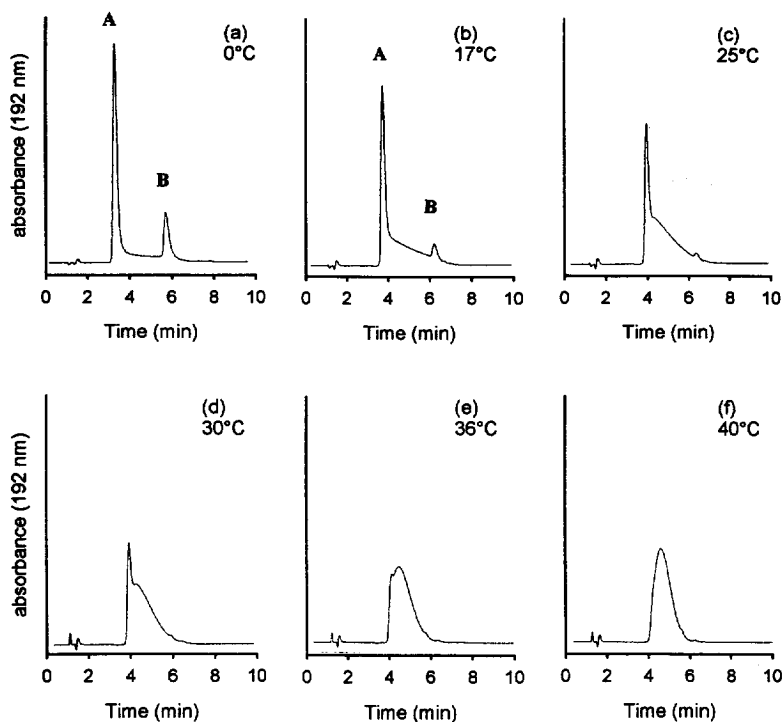 A
B
(a)
0°C
absorbance (192 nm)
0 2 4 6 8 10
Time (min)
A
B
(b)
17°C
0 2 4 6 8 10
Time (min)
(c)
25°C
0 2 4 6 8 10
Time (min)
(d)
30°C
absorbance (192 nm)
0 2 4 6 8 10
Time (min)
(e)
36°C
0 2 4 6 8 10
Time (min)
(f)
40°C
0 2 4 6 8 10
Time (min)